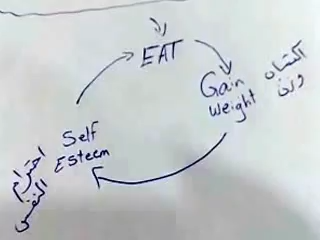 EAT
Gain
weight
اكتساب
وزن
Self
Esteem
احترام
النفس